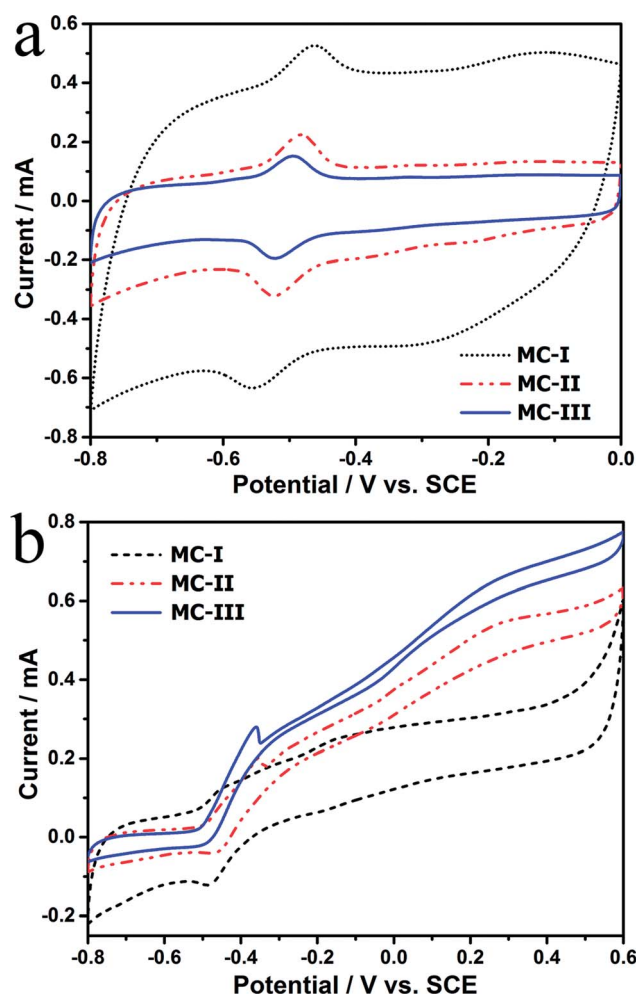 a
0.6
0.4
0.2
0.0
-0.2
-0.4
-0.6
-0.8
Current / mA
MC-I
MC-II
MC-III
-0.8 -0.6 -0.4 -0.2 0.0
Potential / V vs. SCE
b
0.8
0.6
0.4
0.2
0.0
-0.2
Current / mA
MC-I
MC-II
MC-III
-0.8 -0.6 -0.4 -0.2 0.0 0.2 0.4 0.6
Potential / V vs. SCE